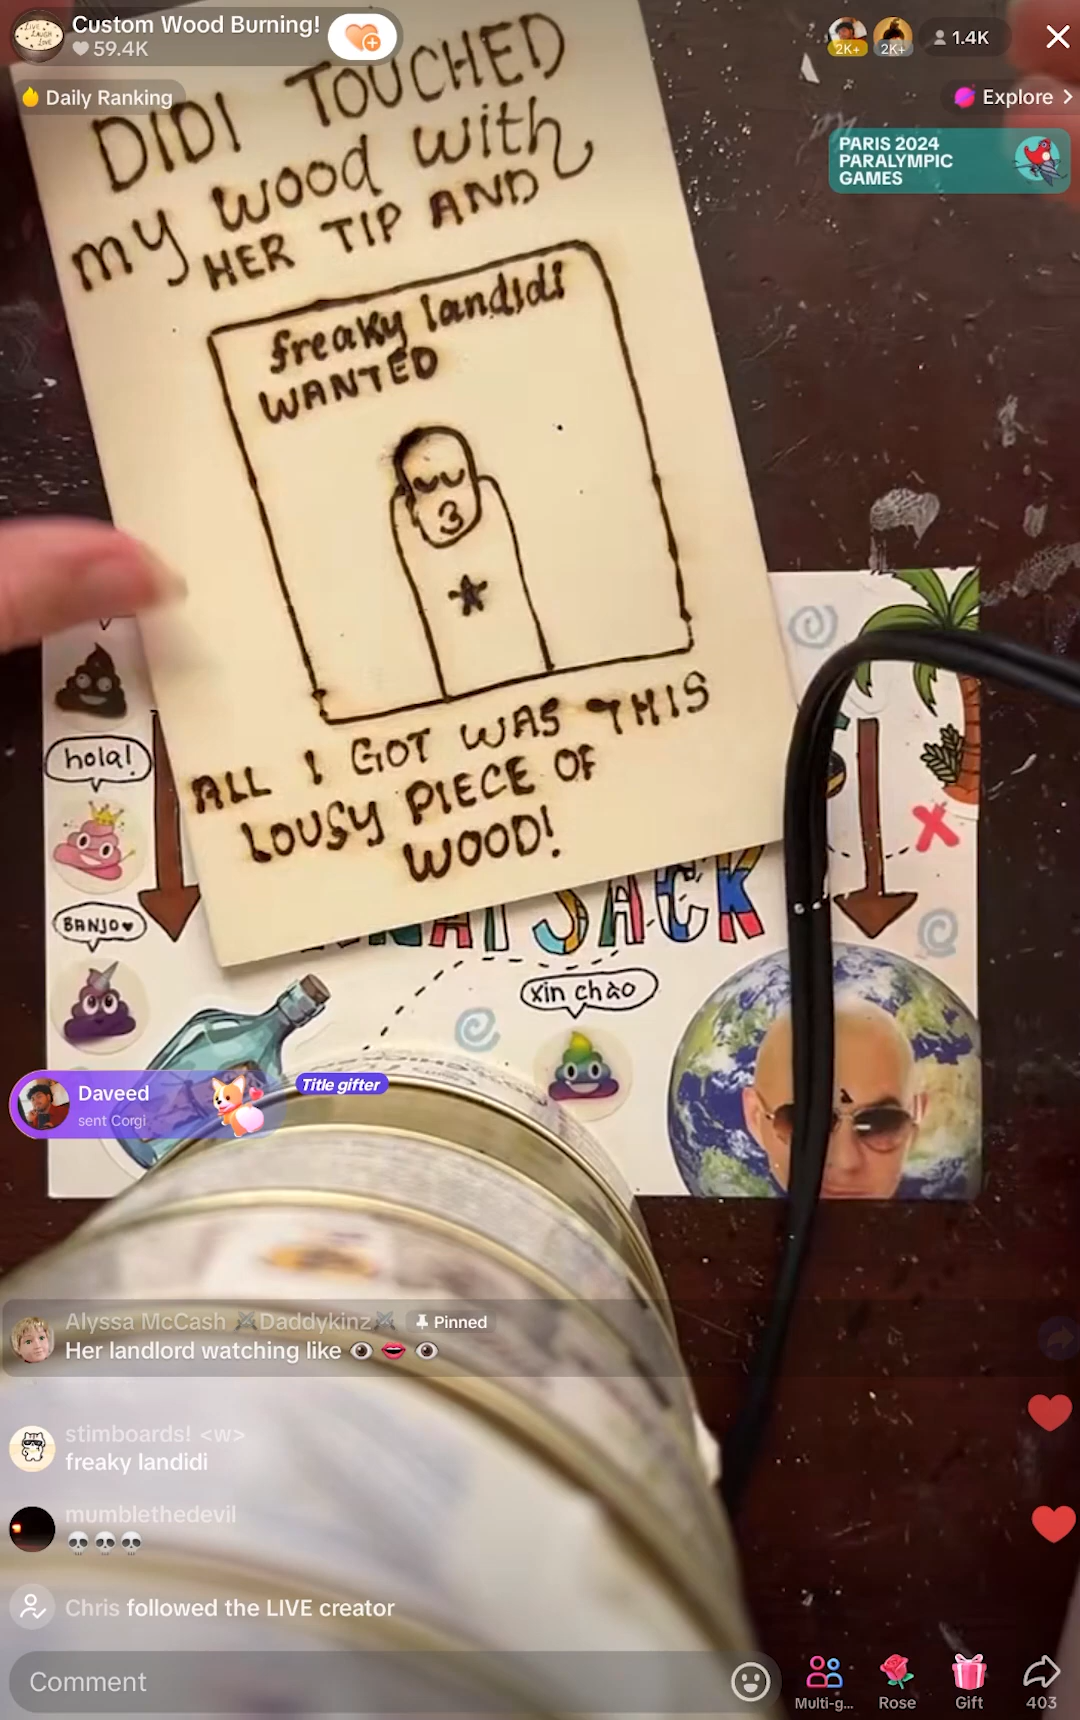 Custom Wood Burning!
59.4K
2K+
2K+
1.4K
Daily Ranking
Explore
PARIS 2024
PARALYMPIC
GAMES
DIDI TOUCHED
my wood with
HER TIP AND
freaky landidi
WANTED
3
ALL I GOT WAS THIS
LOUSY PIECE OF
WOOD!
hola!
SACK
BANJO♥
xin chào
Daveed
sent Corgi
Title gifter
Alyssa McCash ⚔Daddykinz⚔ Pinned
Her landlord watching like 👁️ 👄 👁️
stimboards! <w>
freaky landidi
mumblethedevil
💀💀💀
Chris followed the LIVE creator
Comment
Multi-g...
Rose
Gift
403